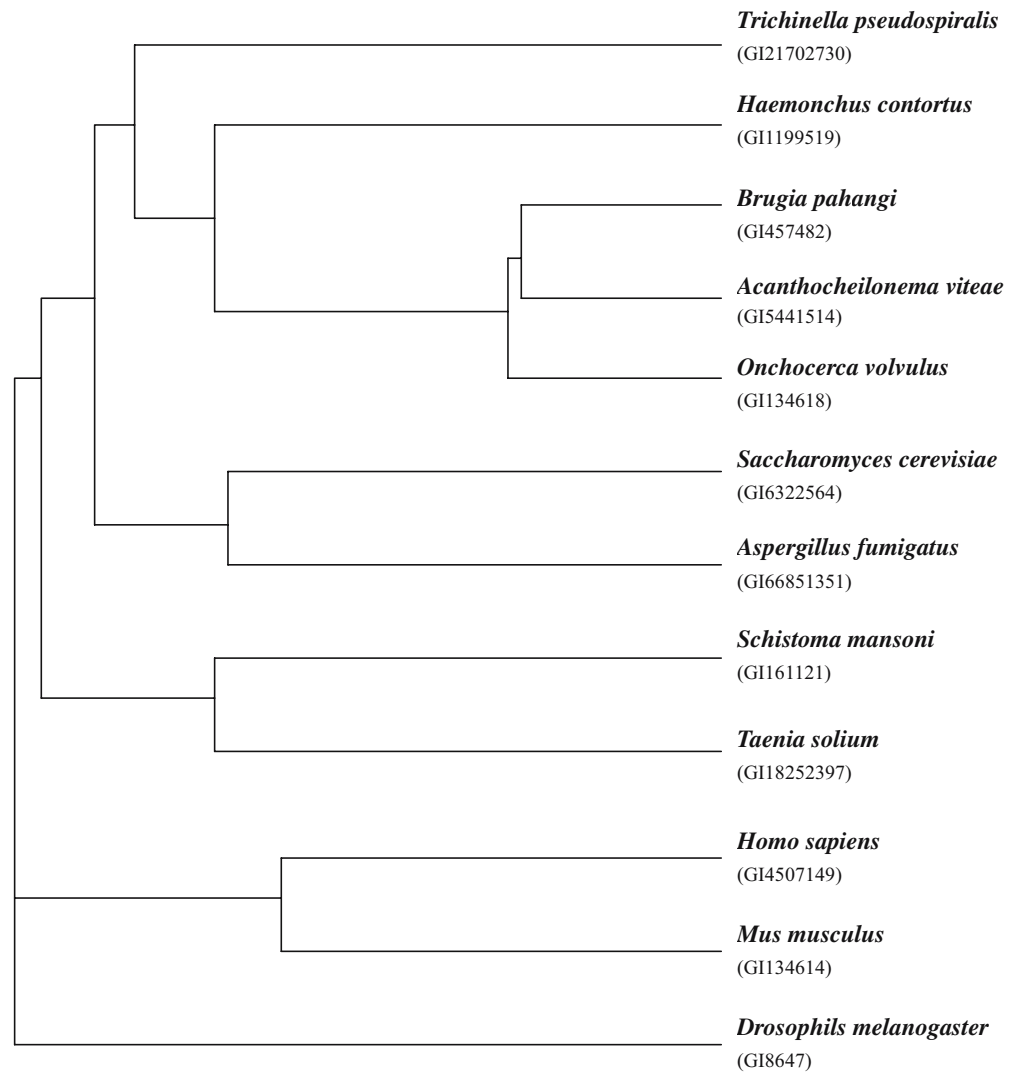 Trichinella pseudospiralis
(GI21702730)
Haemonchus contortus
(GI1199519)
Brugia pahangi
(GI457482)
Acanthocheilonema viteae
(GI5441514)
Onchocerca volvulus
(GI134618)
Saccharomyces cerevisiae
(GI6322564)
Aspergillus fumigatus
(GI66851351)
Schistoma mansoni
(GI161121)
Taenia solium
(GI18252397)
Homo sapiens
(GI4507149)
Mus musculus
(GI134614)
Drosophils melanogaster
(GI8647)